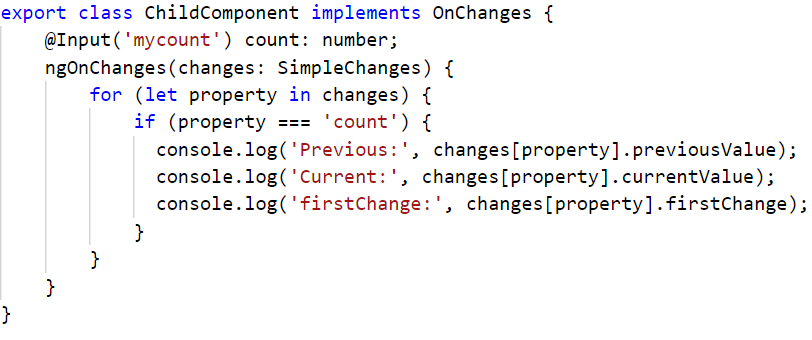 export class ChildComponent implements OnChanges {
    @Input('mycount') count: number;
    ngOnChanges(changes: SimpleChanges) {
        for (let property in changes) {
            if (property === 'count') {
              console.log('Previous:', changes[property].previousValue);
              console.log('Current:', changes[property].currentValue);
              console.log('firstChange:', changes[property].firstChange);
            }
        }
    }
}